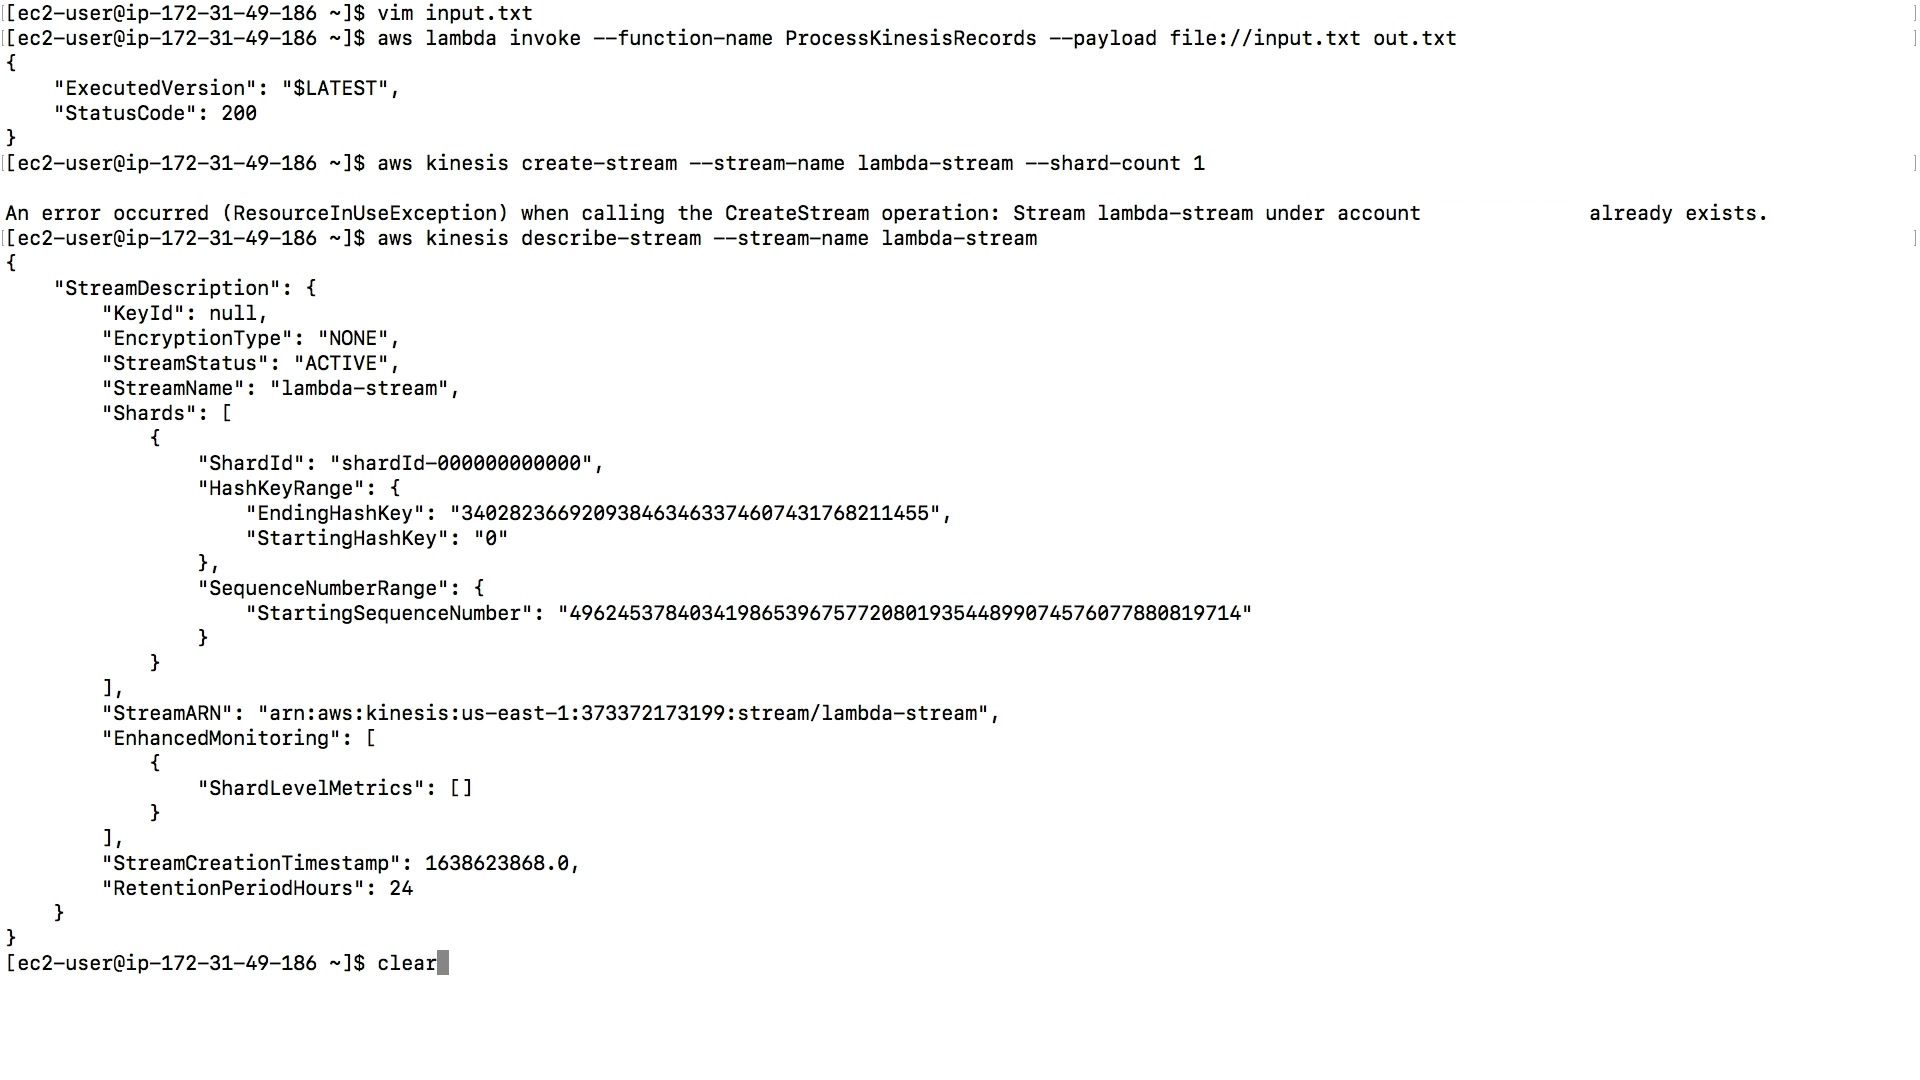 [ec2-user@ip-172-31-49-186 ~]$ vim input.txt
[ec2-user@ip-172-31-49-186 ~]$ aws lambda invoke --function-name ProcessKinesisRecords --payload file://input.txt out.txt
{
    "ExecutedVersion": "$LATEST",
    "StatusCode": 200
}
[ec2-user@ip-172-31-49-186 ~]$ aws kinesis create-stream --stream-name lambda-stream --shard-count 1
An error occurred (ResourceInUseException) when calling the CreateStream operation: Stream lambda-stream under account already exists.
[ec2-user@ip-172-31-49-186 ~]$ aws kinesis describe-stream --stream-name lambda-stream
{
    "StreamDescription": {
        "KeyId": null,
        "EncryptionType": "NONE",
        "StreamStatus": "ACTIVE",
        "StreamName": "lambda-stream",
        "Shards": [
            {
                "ShardId": "shardId-000000000000",
                "HashKeyRange": {
                    "EndingHashKey": "340282366920938463463374607431768211455",
                    "StartingHashKey": "0"
                },
                "SequenceNumberRange": {
                    "StartingSequenceNumber": "49624537840341986539675772080193544899074576077880819714"
                }
            }
        ],
        "StreamARN": "arn:aws:kinesis:us-east-1:373372173199:stream/lambda-stream",
        "EnhancedMonitoring": [
            {
                "ShardLevelMetrics": []
            }
        ],
        "StreamCreationTimestamp": 1638623868.0,
        "RetentionPeriodHours": 24
    }
}
[ec2-user@ip-172-31-49-186 ~]$ clear